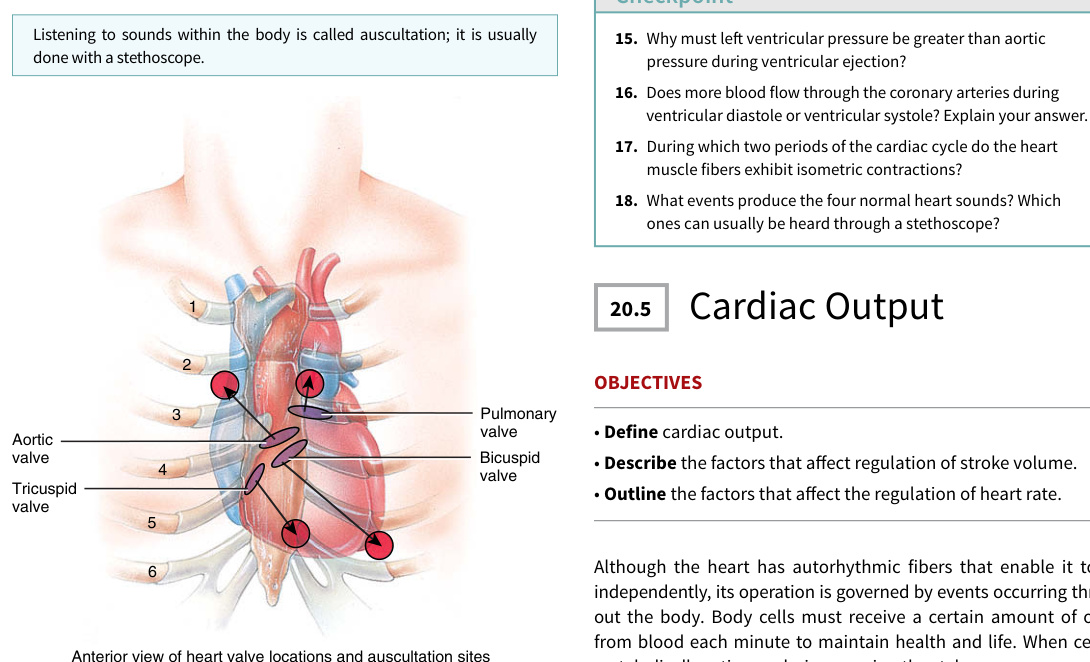 Listening to sounds within the body is called auscultation; it is usually
done with a stethoscope.
1
2
3
4
5
6
Aortic
valve
Tricuspid
valve
Pulmonary
valve
Bicuspid
valve
Anterior view of heart valve locations and auscultation sites
Checkpoint
15. Why must left ventricular pressure be greater than aortic
pressure during ventricular ejection?
16. Does more blood flow through the coronary arteries during
ventricular diastole or ventricular systole? Explain your answer.
17. During which two periods of the cardiac cycle do the heart
muscle fibers exhibit isometric contractions?
18. What events produce the four normal heart sounds? Which
ones can usually be heard through a stethoscope?
20.5 Cardiac Output
OBJECTIVES
• Define cardiac output.
• Describe the factors that affect regulation of stroke volume.
• Outline the factors that affect the regulation of heart rate.
Although the heart has autorhythmic fibers that enable it
independently, its operation is governed by events occurring
out the body. Body cells must receive a certain amount of
from blood each minute to maintain health and life. When